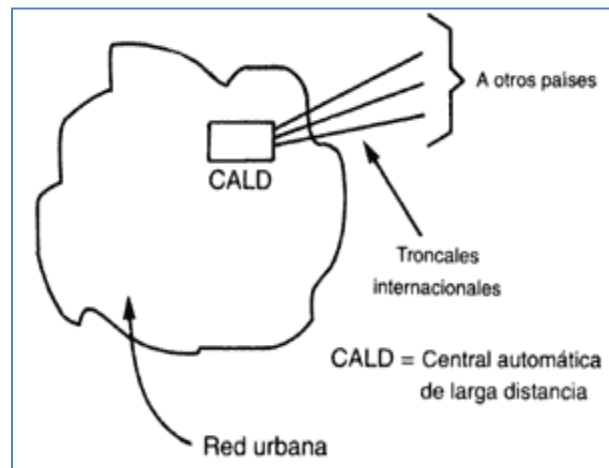 A otros países
CALD
Troncales
internacionales
CALD = Central automática
de larga distancia
Red urbana